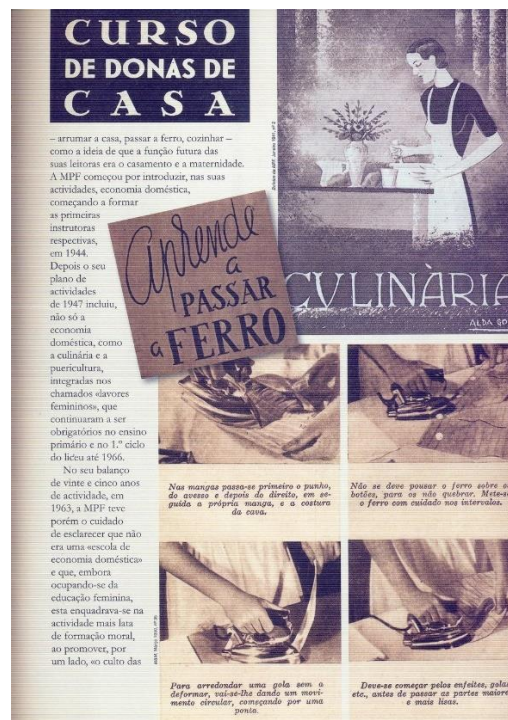 CURSO
DE DONAS DE
CASA
– arrumar a casa, passar a ferro, cozinhar –
como a ideia de que a função futura das
suas leitoras era o casamento e a maternidade.
A MPF começou por introduzir, nas suas
actividades, economia doméstica,
começando a formar
as primeiras
instrutoras
respectivas,
em 1944.
Depois o seu
plano de
actividades
de 1947 incluiu,
não só a
economia
doméstica, como
a culinária e a
puericultura,
integradas nos
chamados «lavores
femininos», que
continuaram a ser
obrigatórios no ensino
primário e no 1.º ciclo
do liceu até 1966.
No seu balanço
de vinte e cinco anos
de actividade, em
1963, a MPF teve
porém o cuidado
de esclarecer que não
era uma «escola de
economia doméstica»
e que, embora
ocupando-se da
educação feminina,
esta enquadrava-se na
actividade mais lata
de formação moral,
ao promover, por
um lado, «o culto das
Aprende
a
PASSAR
a FERRO
CVLINÀRIA
ALDA
Nas mangas passa-se primeiro o punho,
do avesso e depois do direito, em se-
guida a própria manga, e a costura
da cava.
Não se deve pousar o ferro sobre os
botões, para os não quebrar. Mete-se
o ferro com cuidado nos intervalos.
Para arredondar uma gola sem a
deformar, vai-se-lhe dando um movi-
mento circular, começando por uma
ponta.
Deve-se começar pelos enfeites, golas
etc., antes de passar as partes maiores
e mais lisas.